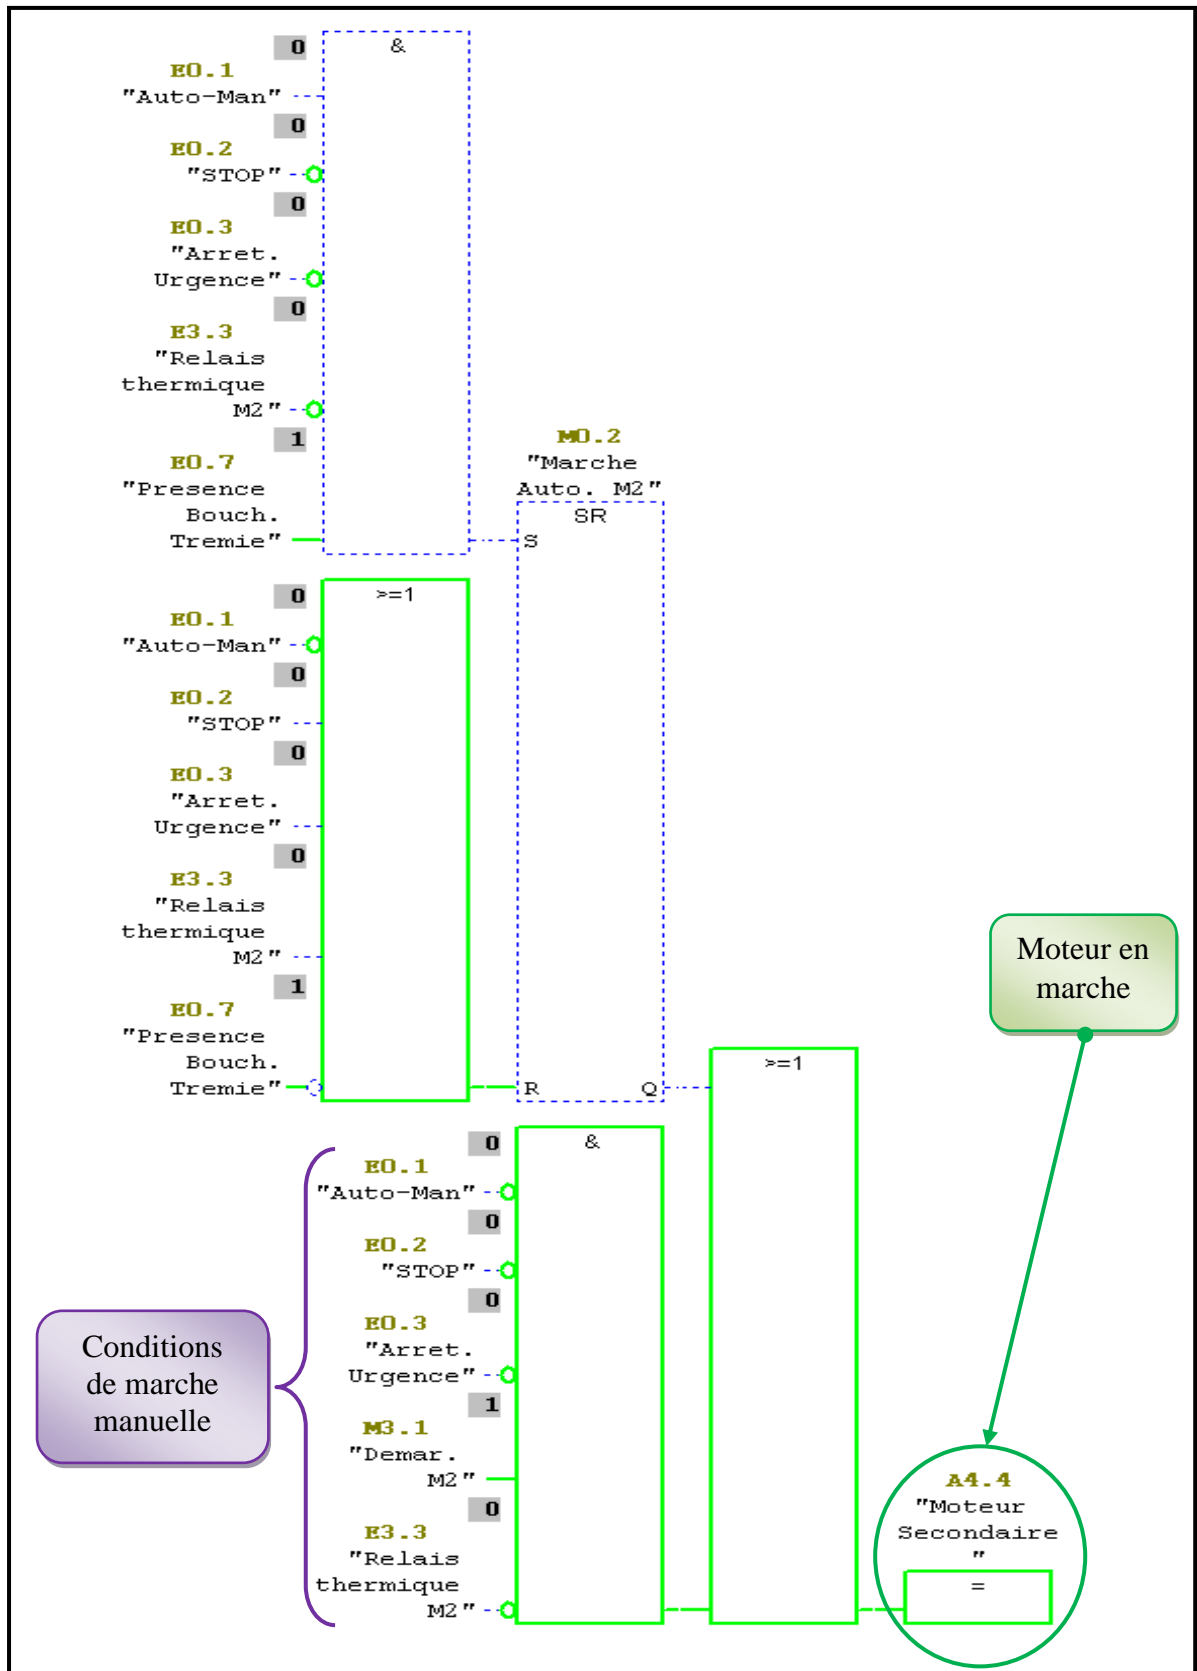 0
&
E0.1
"Auto-Man"
0
E0.2
"STOP"
0
E0.3
"Arret.
Urgence"
0
E3.3
"Relais
thermique
M2"
1
E0.7
"Presence
Bouch.
Tremie"
M0.2
"Marche
Auto. M2"
SR
S
0
>=1
E0.1
"Auto-Man"
0
E0.2
"STOP"
0
E0.3
"Arret.
Urgence"
0
E3.3
"Relais
thermique
M2"
1
E0.7
"Presence
Bouch.
Tremie"
R Q
>=1
Moteur en
marche
0
&
E0.1
"Auto-Man"
0
E0.2
"STOP"
0
E0.3
"Arret.
Urgence"
1
M3.1
"Demar.
M2"
0
E3.3
"Relais
thermique
M2"
Conditions
de marche
manuelle
A4.4
"Moteur
Secondaire
"
=